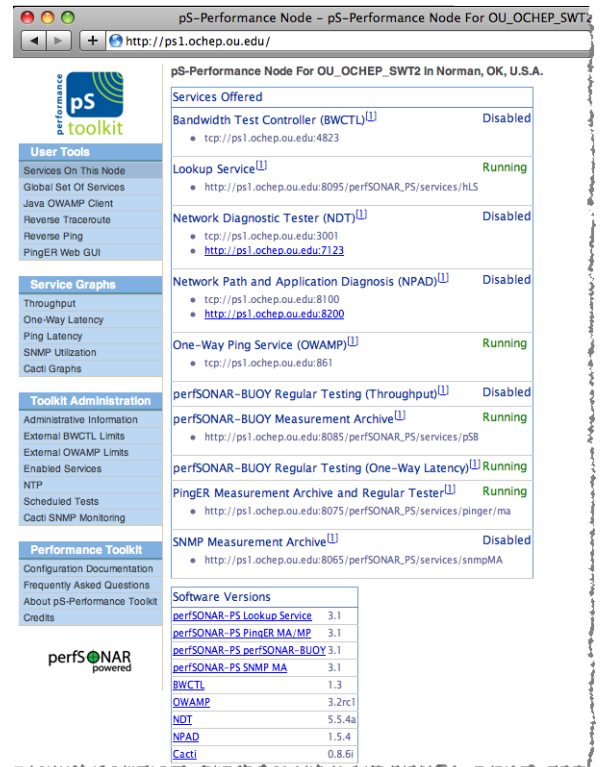 pS-Performance Node - pS-Performance Node For OU_OCHEP_SWT2
http://ps1.ochep.ou.edu/
performance
pS
toolkit
User Tools
Services On This Node
Global Set Of Services
Java OWAMP Client
Reverse Traceroute
Reverse Ping
PingER Web GUI
Service Graphs
Throughput
One-Way Latency
Ping Latency
SNMP Utilization
Cacti Graphs
Toolkit Administration
Administrative Information
External BWCTL Limits
External OWAMP Limits
Enabled Services
NTP
Scheduled Tests
Cacti SNMP Monitoring
Performance Toolkit
Configuration Documentation
Frequently Asked Questions
About pS-Performance Toolkit
Credits
perfSONAR
powered
pS-Performance Node For OU_OCHEP_SWT2 In Norman, OK, U.S.A.
Services Offered
Bandwidth Test Controller (BWCTL)[1] Disabled
tcp://ps1.ochep.ou.edu:4823
Lookup Service[1] Running
http://ps1.ochep.ou.edu:8095/perfSONAR_PS/services/hLS
Network Diagnostic Tester (NDT)[1] Disabled
tcp://ps1.ochep.ou.edu:3001
http://ps1.ochep.ou.edu:7123
Network Path and Application Diagnosis (NPAD)[1] Disabled
tcp://ps1.ochep.ou.edu:8100
http://ps1.ochep.ou.edu:8200
One-Way Ping Service (OWAMP)[1] Running
tcp://ps1.ochep.ou.edu:861
perfSONAR-BUOY Regular Testing (Throughput)[1] Disabled
perfSONAR-BUOY Measurement Archive[1] Running
http://ps1.ochep.ou.edu:8085/perfSONAR_PS/services/pSB
perfSONAR-BUOY Regular Testing (One-Way Latency)[1] Running
PingER Measurement Archive and Regular Tester[1] Running
http://ps1.ochep.ou.edu:8075/perfSONAR_PS/services/pinger/ma
SNMP Measurement Archive[1] Disabled
http://ps1.ochep.ou.edu:8065/perfSONAR_PS/services/snmpMA
Software Versions
perfSONAR-PS Lookup Service 3.1
perfSONAR-PS PingER MA/MP 3.1
perfSONAR-PS perfSONAR-BUOY 3.1
perfSONAR-PS SNMP MA 3.1
BWCTL 1.3
OWAMP 3.2rc1
NDT 5.5.4a
NPAD 1.5.4
Cacti 0.8.6i